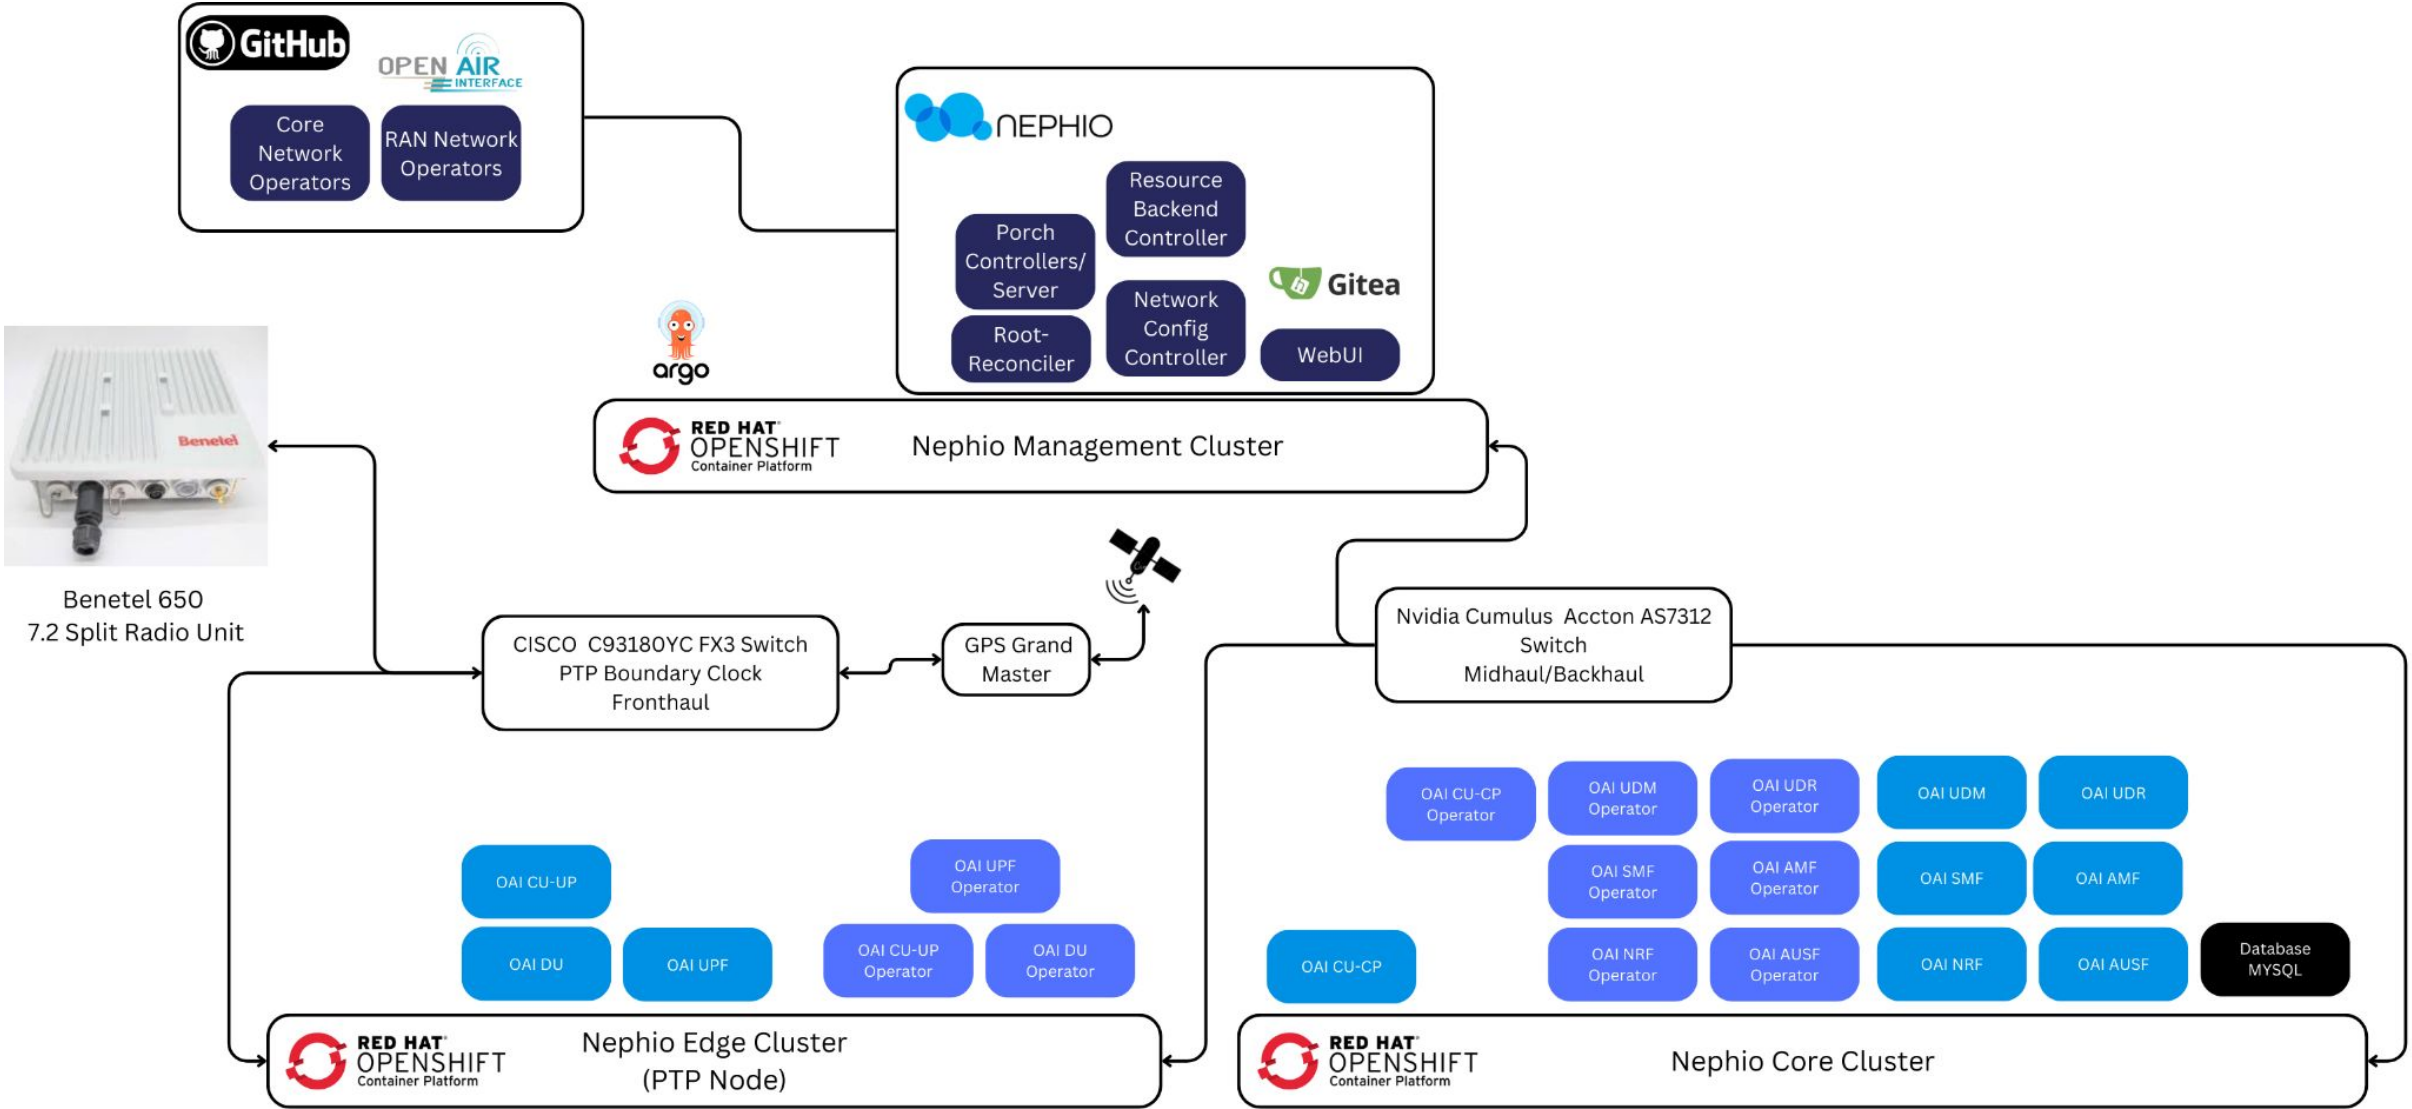 GitHub
OPEN AIR
INTERFACE
Core
Network
Operators
RAN Network
Operators
NEPHIO
Resource
Backend
Controller
Porch
Controllers/
Server
Network
Config
Controller
Root-
Reconciler
Gitea
WebUI
argo
RED HAT
OPENSHIFT
Container Platform
Nephio Management Cluster
Benetel
Benetel 650
7.2 Split Radio Unit
CISCO C93180YC FX3 Switch
PTP Boundary Clock
Fronthaul
GPS Grand
Master
Nvidia Cumulus Accton AS7312
Switch
Midhaul/Backhaul
OAI CU-UP
OAI DU
OAI UPF
OAI UPF
Operator
OAI CU-UP
Operator
OAI DU
Operator
OAI CU-CP
Operator
OAI UDM
Operator
OAI UDR
Operator
OAI UDM
OAI UDR
OAI SMF
Operator
OAI AMF
Operator
OAI SMF
OAI AMF
OAI CU-CP
OAI NRF
Operator
OAI AUSF
Operator
OAI NRF
OAI AUSF
Database
MYSQL
RED HAT
OPENSHIFT
Container Platform
Nephio Edge Cluster
(PTP Node)
RED HAT
OPENSHIFT
Container Platform
Nephio Core Cluster